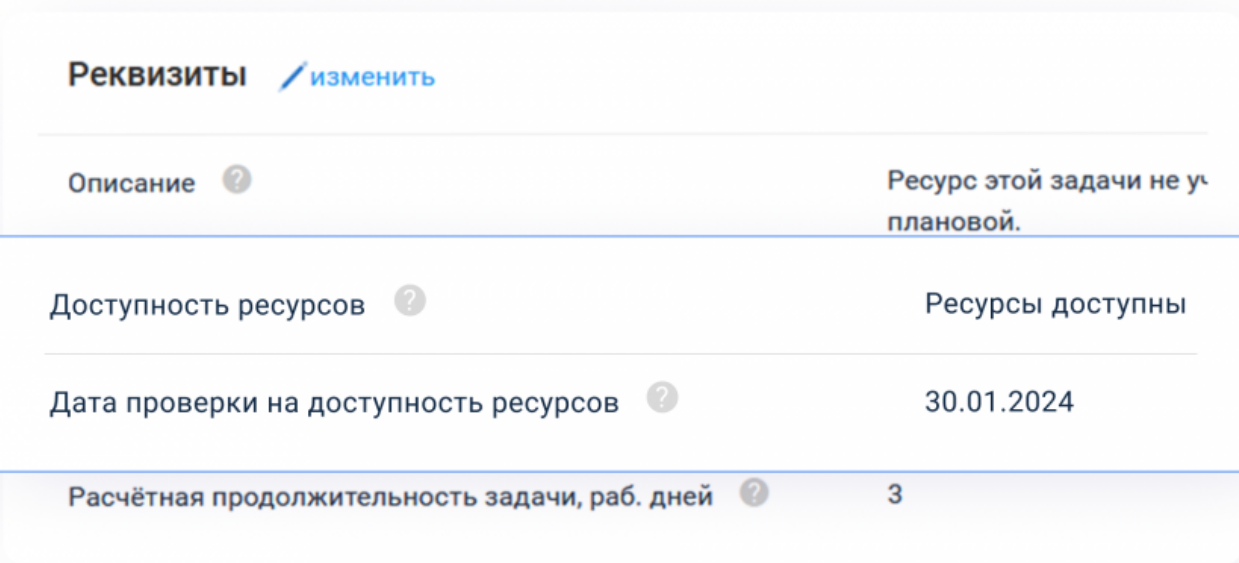 Реквизиты изменить
Описание ? Ресурс этой задачи не
плановой.
Доступность ресурсов ? Ресурсы доступны
Дата проверки на доступность ресурсов ? 30.01.2024
Расчётная продолжительность задачи, раб. дней ? 3